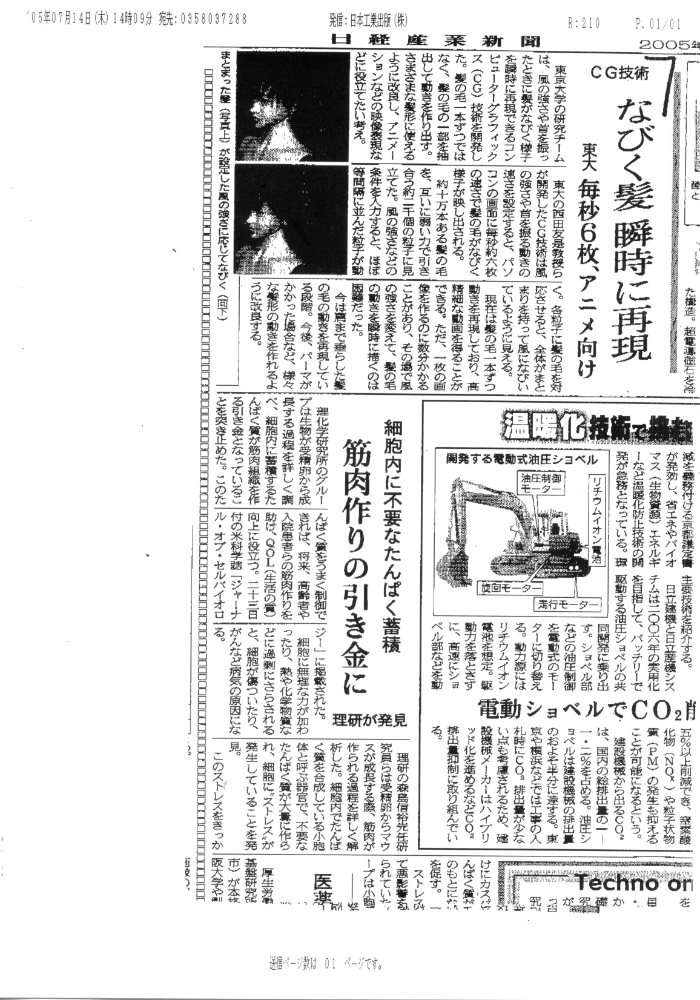 '05年07月14日(木)14時09分 宛先:0358037288
発信:日本工業出版(株)
R:210
P.01/01
日経産業新聞
2005年
CG技術
なびく髪 瞬時に再現
東大 毎秒6枚、アニメ向け
東京大学の研究チーム
は、風の強さや首を振っ
たときに髪がなびく様子
を瞬時に再現できるコン
ピューターグラフィック
ス(CG)技術を開発し
た。髪の毛一本ずつでは
なく、髪の毛の一部を抽
出して動きを作り出す。
さまざまな髪形に使える
ように改良し、アニメー
ションなどの映像表現な
どに役立てたい考え。
東大の西田友是教授ら
が開発したCG技術は風
の強さや首を振る動きの
速さを設定すると、パソ
コンの画面に毎秒約六枚
の速さで髪の毛がなびく
様子が映し出される。
約十万本ある髪の毛
を、互いに弱い力で引き
合う約二千個の粒子に見
立てた。風の強さなどの
条件を入力すると、ほぼ
等間隔に並んだ粒子が動
く。各粒子に髪の毛を対
応させると、全体がまと
まりを持って風になびい
ているように見える。
現在は髪の毛一本ずつ
動きを再現しており、高
精細な動画を得ることが
できる。ただ、一枚の画
像を作るのに数分かかる
ことがあり、その場で風
の強さを変えて、髪の毛
の動きを瞬時に描くのは
困難だった。
今は肩まで垂らした髪
の毛の動きを再現してい
る段階。今後、パーマが
かかった場合など、様々
な髪形の動きを作れるよ
うに改良する。
まとまった髪(写真上)が設定した風の強さに応じてなびく(同下)
た構造。超電導磁石を冷
細胞内に不要なたんぱく蓄積
筋肉作りの引き金に
理研が発見
理化学研究所のグルー
プは生物が受精卵から成
長する過程を詳しく調
べ、細胞内に蓄積するた
んぱく質が筋肉組織を作
る引き金となっているこ
とを突き止めた。このた
んぱく質をうまく制御で
きれば、将来、高齢者や
入院患者らの筋肉作りを
助け、QOL(生活の質)
向上に役立つ。二十三日
付の米科学誌「ジャーナ
ル・オブ・セルバイオロ
ジー」に掲載された。
細胞に無理な力が加わ
ったり、熱や化学物質な
どに過剰にさらされる
と、細胞が傷ついたり、
がんなど病気の原因にな
る。
理研の森島信裕先任研
究員らは受精卵からマウ
スが成長する際、筋肉が
作られる過程を詳しく解
析した。細胞内でたんぱ
く質を合成している小胞
体と呼ぶ器官で、不要な
たんぱく質が大量に作ら
れ、細胞に“ストレス”が
発生していることを発
見。
このストレスをきっか
けにカスパ
んぱく質が
のもとにな
を促す。
ストレス
て悪影響を
られていた
ープは小胞
温暖化 技術で挑む
開発する電動式油圧ショベル
油圧制御
モーター
リチウムイオン電池
旋回モーター
走行モーター
減を義務付ける京都議定書
が発効し、省エネやバイオ
マス(生物資源)エネルギ
ーなど温暖化防止技術の開
発が急務となっている。環
主要技術を紹介する。
日立建機と日立産機シス
テムは二〇〇六年の実用化
を目指して、バッテリーで
駆動する油圧ショベルの共
同開発に乗り出
す。ショベル部
などの油圧制御
を電動式のモー
ターに切り替え
る。動力源には
リチウムイオン
電池を想定。駆
動力を落とさず
に、高速にショ
ベル部などを動
電動ショベルでCO₂削
五%以上削減でき、窒素酸
化物(NOx)や粒子状物
質(PM)の発生も抑える
ことが可能になるという。
建設機械から出るCO₂
は、国内の総排出量の一
一・二%を占める。油圧シ
ョベルは建設機械の排出量
のおよそ半分に達する。東
京や横浜などでは工事の入
札時にCO₂排出量が少な
い点も考慮されるため、建
設機械メーカーはハイブリ
ッド化を進めるなどCO₂
排出量抑制に取り組んでい
る。
Techno on
医薬
厚生労働
基盤研究所
市)が本格
阪大学や製
送信ページ数は 01 ページです。